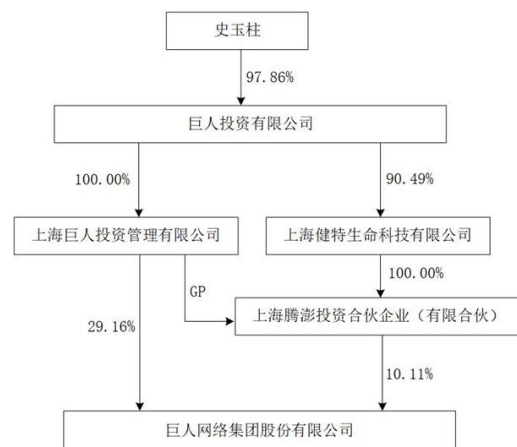 史玉柱
97.86%
巨人投资有限公司
100.00%
90.49%
上海巨人投资管理有限公司
上海健特生命科技有限公司
100.00%
GP
上海腾澎投资合伙企业（有限合伙）
29.16%
10.11%
巨人网络集团股份有限公司